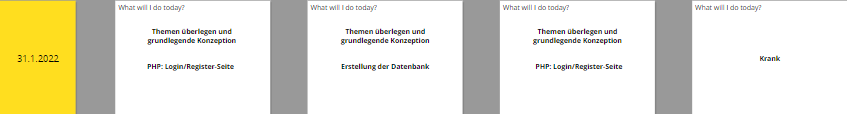 31.1.2022
What will I do today?
Themen überlegen und
grundlegende Konzeption
PHP: Login/Register-Seite
What will I do today?
Themen überlegen und
grundlegende Konzeption
Erstellung der Datenbank
What will I do today?
Themen überlegen und
grundlegende Konzeption
PHP: Login/Register-Seite
What will I do today?
Krank